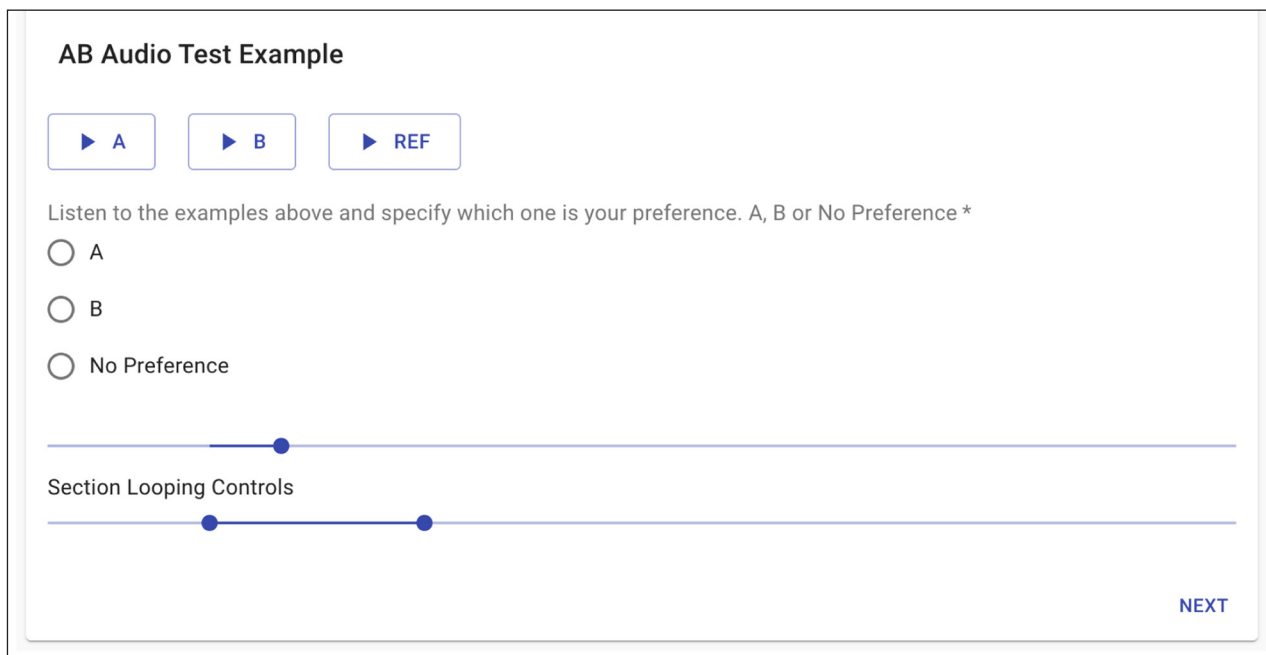 AB Audio Test Example
A B REF
Listen to the examples above and specify which one is your preference. A, B or No Preference *
A
B
No Preference
Section Looping Controls
NEXT